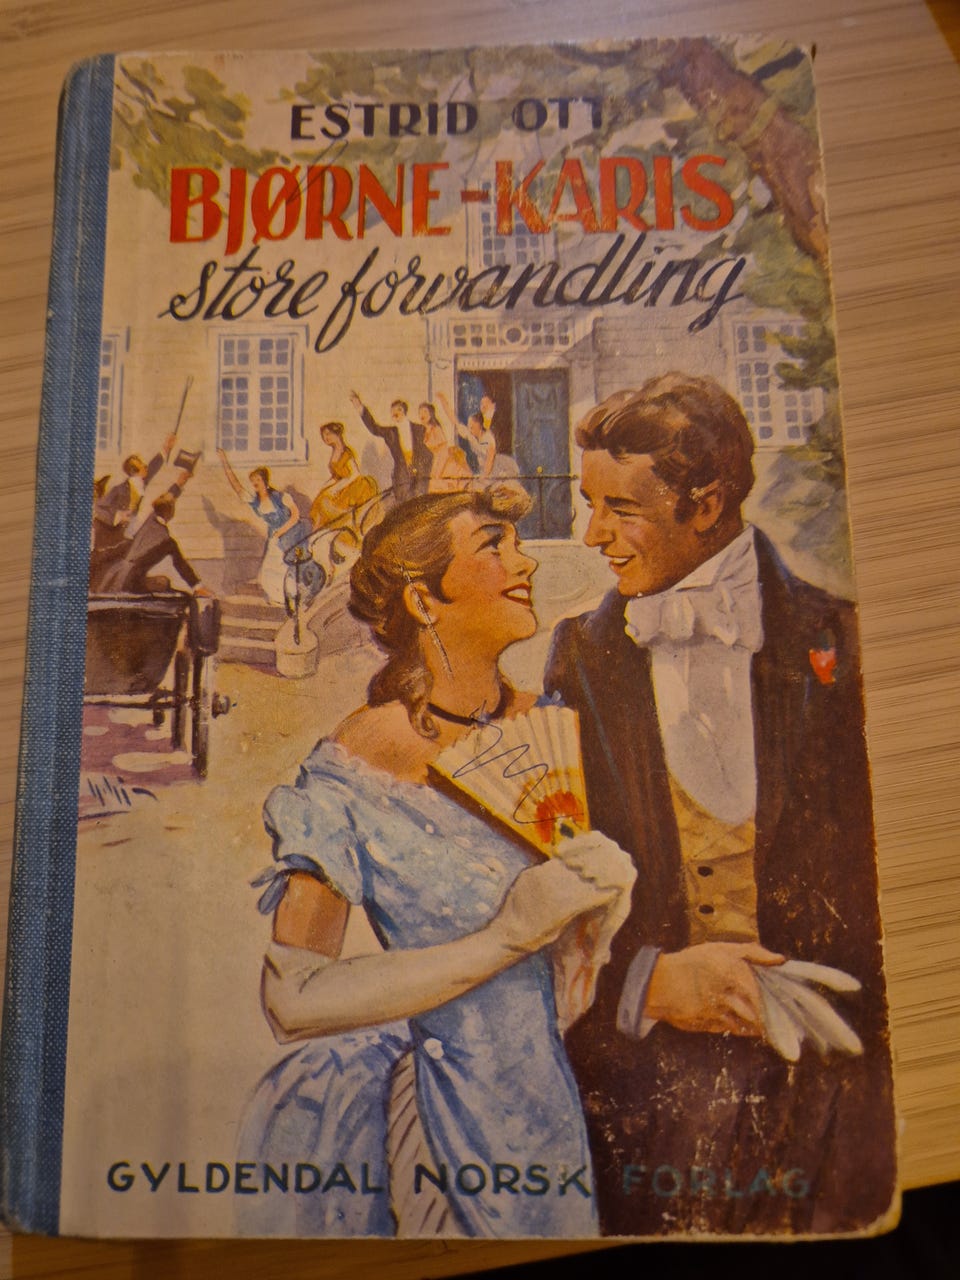 ESTRID OTT
BJØRNE-KARIS
store forvandling
GYLDENDAL NORSK FORLAG